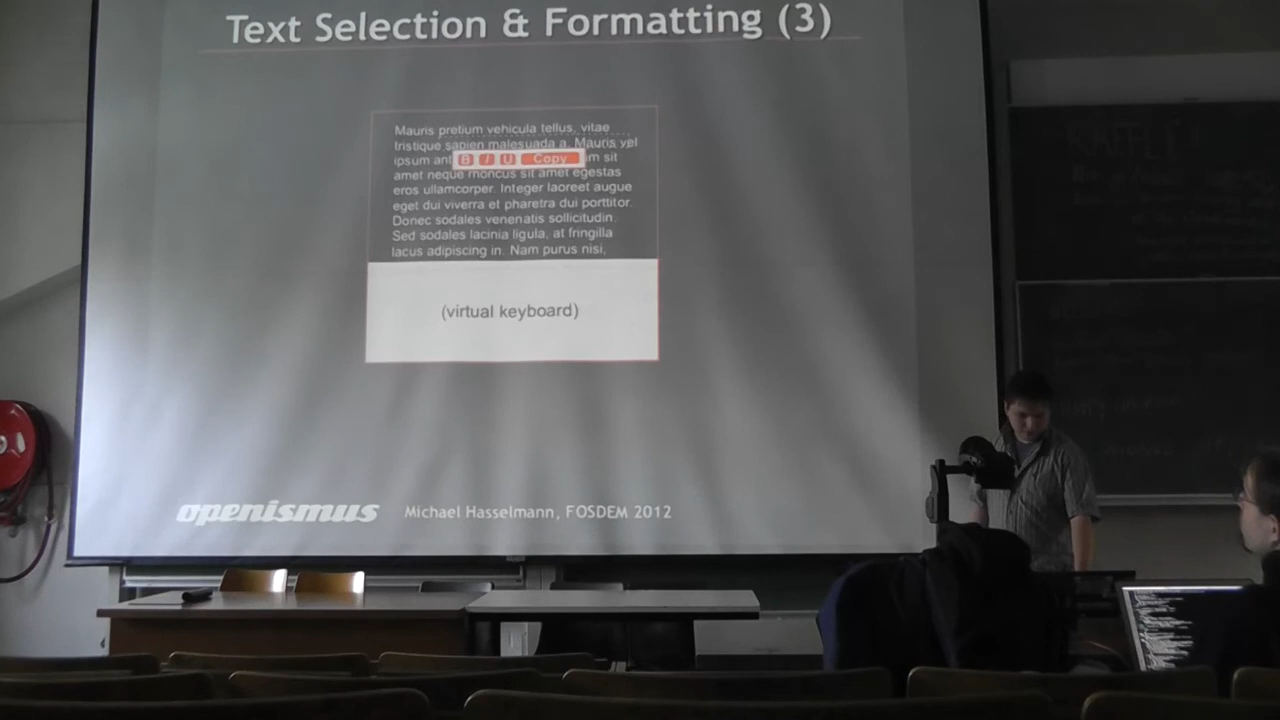 Text Selection & Formatting (3)
Mauris pretium vehicula tellus, vitae
tristique sapien malesuada a. Mauris vel
ipsum ant B I U Copy m sit
amet neque rhoncus sit amet egestas
eros ullamcorper. Integer laoreet augue
eget dui viverra et pharetra dui porttitor.
Donec sodales venenatis sollicitudin.
Sed sodales lacinia ligula, at fringilla
lacus adipiscing in. Nam purus nisi,
(virtual keyboard)
openismus Michael Hasselmann, FOSDEM 2012
RAFFLE